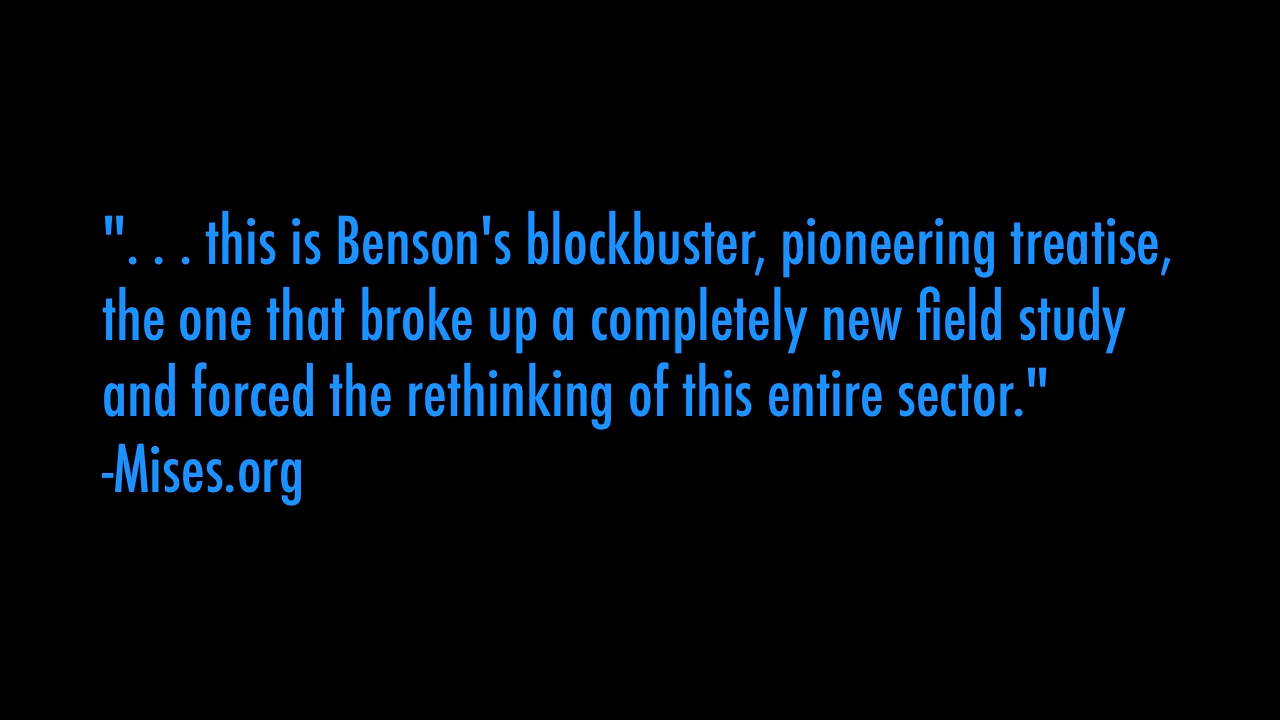 ". . . this is Benson's blockbuster, pioneering treatise,
the one that broke up a completely new field study
and forced the rethinking of this entire sector."
-Mises.org